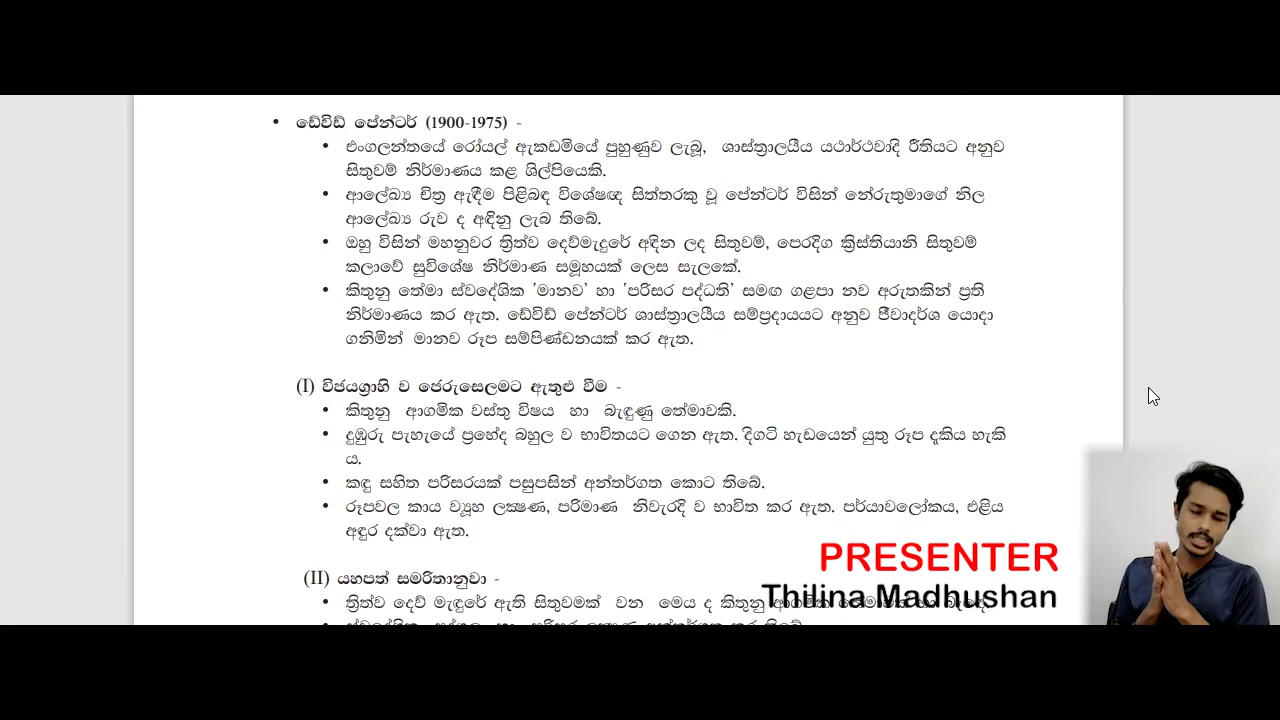 • ඩේවිඩ් පේන්ටර් (1900-1975) -
• එංගලන්තයේ රෝයල් ඇකඩමියේ පුහුණුව ලැබූ, ශාස්ත්‍රාලයීය යථාර්ථවාදි රීතියට අනුව
සිතුවම් නිර්මාණය කළ ශිල්පියෙකි.
• ආලේඛ්‍ය චිත්‍ර ඇඳීම පිළිබඳ විශේෂඥ සිත්තරකු වූ පේන්ටර් විසින් නේරුතුමාගේ නිල
ආලේඛ්‍ය රුව ද අඳිනු ලැබ තිබේ.
• ඔහු විසින් මහනුවර ත්‍රිත්ව දෙව්මැදුරේ අඳින ලද සිතුවම්, පෙරදිග ක්‍රිස්තියානි සිතුවම්
කලාවේ සුවිශේෂ නිර්මාණ සමූහයක් ලෙස සැලකේ.
• කිතුනු තේමා ස්වදේශික 'මානව' හා 'පරිසර පද්ධති' සමඟ ගළපා නව අරුතකින් ප්‍රති
නිර්මාණය කර ඇත. ඩේවිඩ් පේන්ටර් ශාස්ත්‍රාලයීය සම්ප්‍රදායයට අනුව ජීවාදර්ශ යොදා
ගනිමින් මානව රූප සම්පිණ්ඩනයක් කර ඇත.
(I) විජයග්‍රාහි ව ජෙරුසෙලමට ඇතුළු වීම -
• කිතුනු ආගමික වස්තු විෂය හා බැඳුණු තේමාවකි.
• දුඹුරු පැහැයේ ප්‍රභේද බහුල ව භාවිතයට ගෙන ඇත. දිගටි හැඩයෙන් යුතු රූප දැකිය හැකි
ය.
• කඳු සහිත පරිසරයක් පසුපසින් අන්තර්ගත කොට තිබේ.
• රූපවල කාය ව්‍යූහ ලක්‍ෂණ, පරිමාණ නිවැරදි ව භාවිත කර ඇත. පර්යාවලෝකය, එළිය
අඳුර දක්වා ඇත.
PRESENTER
(II) යහපත් සමරිතානුවා -
Thilina Madhushan
• ත්‍රිත්ව දෙව් මැඳුරේ ඇති සිතුවමක් වන මෙය ද කිතුනු